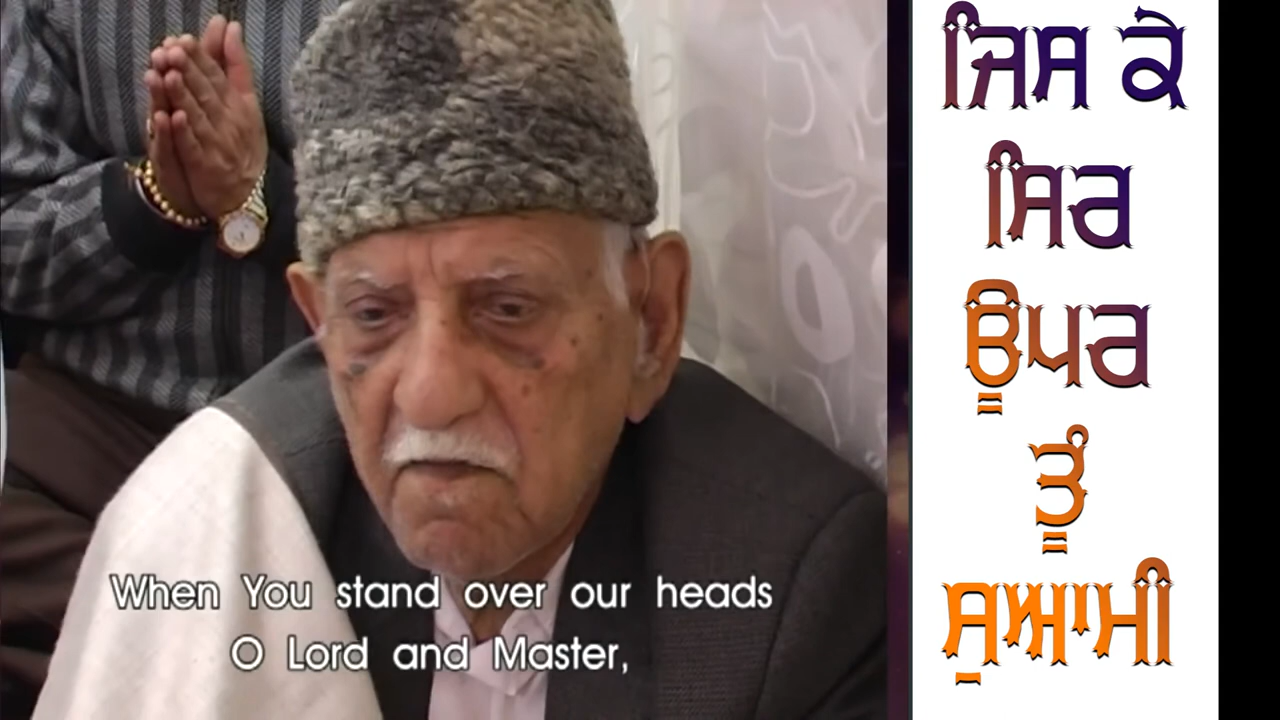 When You stand over our heads
O Lord and Master,
ਜਿਸ ਕੇ
ਸਿਰ
ਊਪਰ
ਤੂੰ
ਸੁਆਮੀ